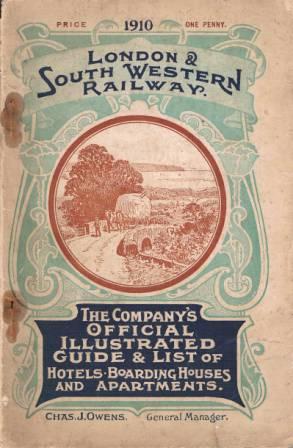 PRICE 1910 ONE PENNY.
LONDON &
SOUTH WESTERN
RAILWAY.
THE COMPANY'S
OFFICIAL
ILLUSTRATED
GUIDE & LIST OF
HOTELS·BOARDING HOUSES
AND APARTMENTS.
CHAS. J. OWENS. General Manager.